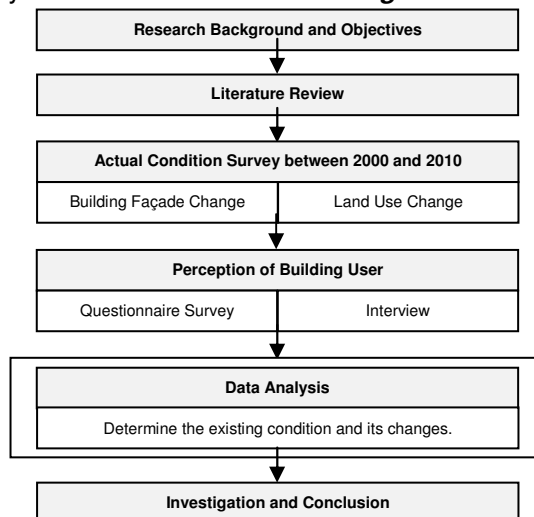 Research Background and Objectives
Literature Review
Actual Condition Survey between 2000 and 2010
Building Façade Change
Land Use Change
Perception of Building User
Questionnaire Survey
Interview
Data Analysis
Determine the existing condition and its changes.
Investigation and Conclusion